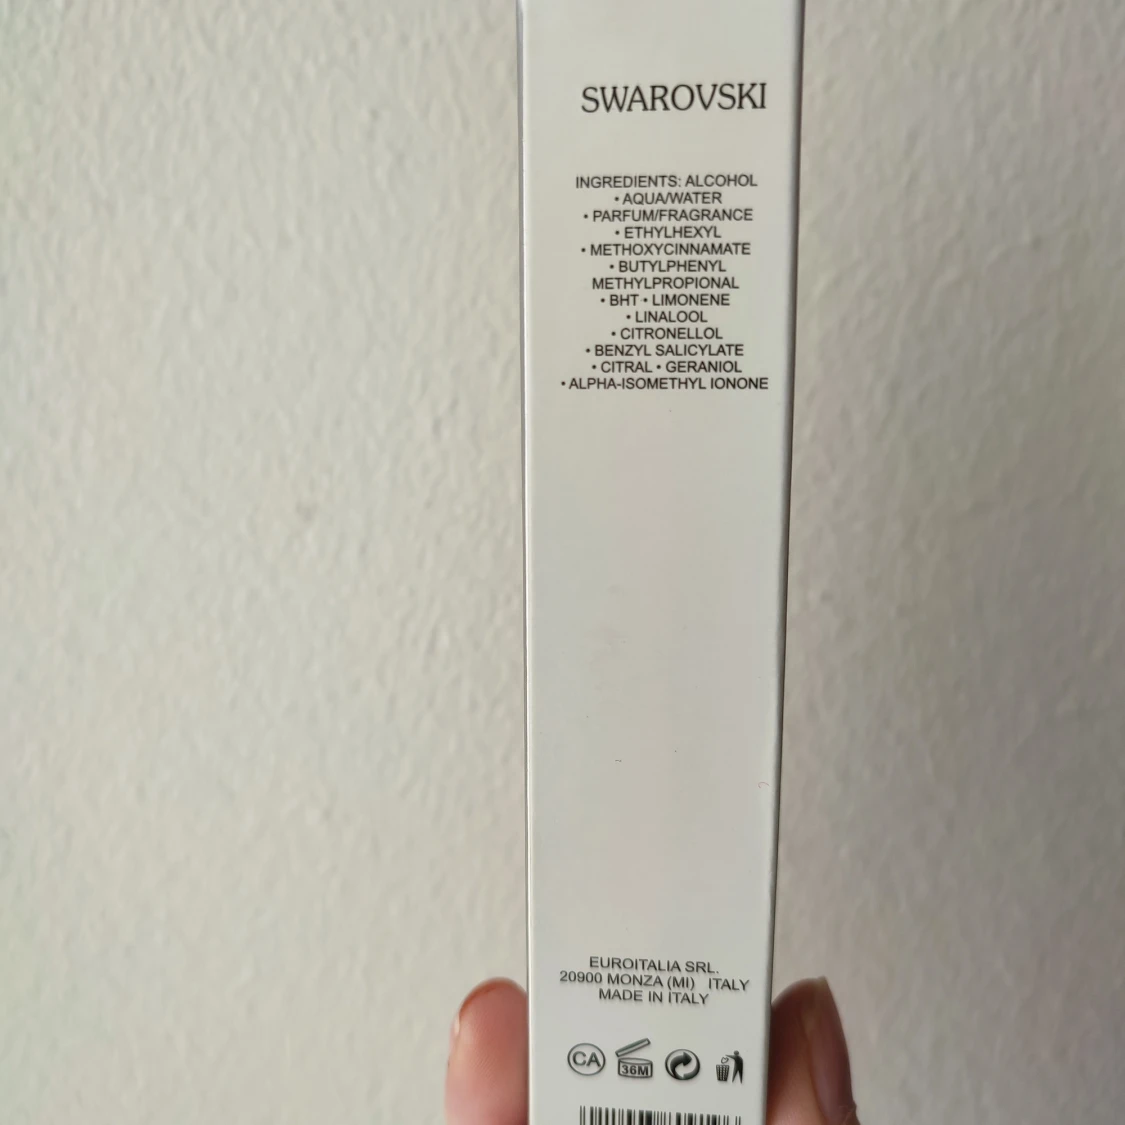 SWAROVSKI
INGREDIENTS: ALCOHOL
• AQUA/WATER
• PARFUM/FRAGRANCE
• ETHYLHEXYL
• METHOXYCINNAMATE
• BUTYLPHENYL
METHYLPROPIONAL
• BHT • LIMONENE
• LINALOOL
• CITRONELLOL
• BENZYL SALICYLATE
• CITRAL • GERANIOL
• ALPHA-ISOMETHYL IONONE
EUROITALIA SRL.
20900 MONZA (MI) ITALY
MADE IN ITALY
CA 36M